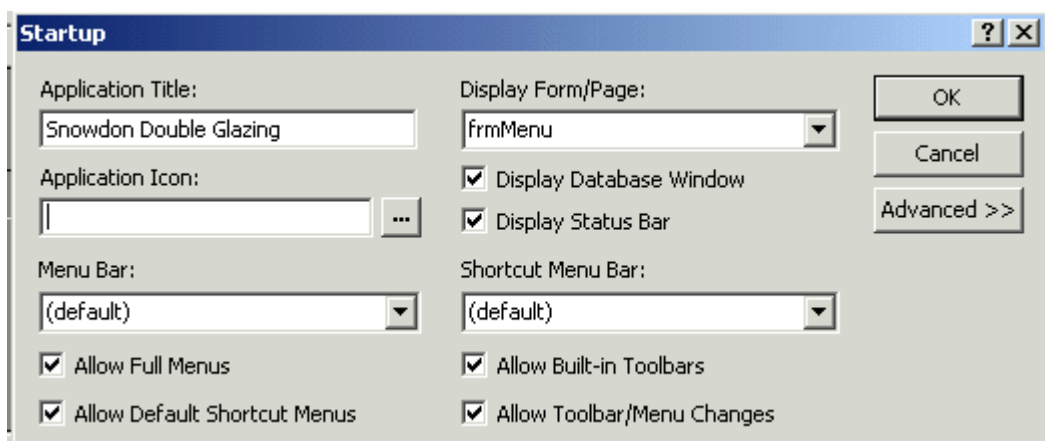 Startup
Application Title:
Snowdon Double Glazing
Application Icon:
...
Menu Bar:
(default)
Allow Full Menus
Allow Default Shortcut Menus
Display Form/Page:
frmMenu
Display Database Window
Display Status Bar
Shortcut Menu Bar:
(default)
Allow Built-in Toolbars
Allow Toolbar/Menu Changes
OK
Cancel
Advanced >>